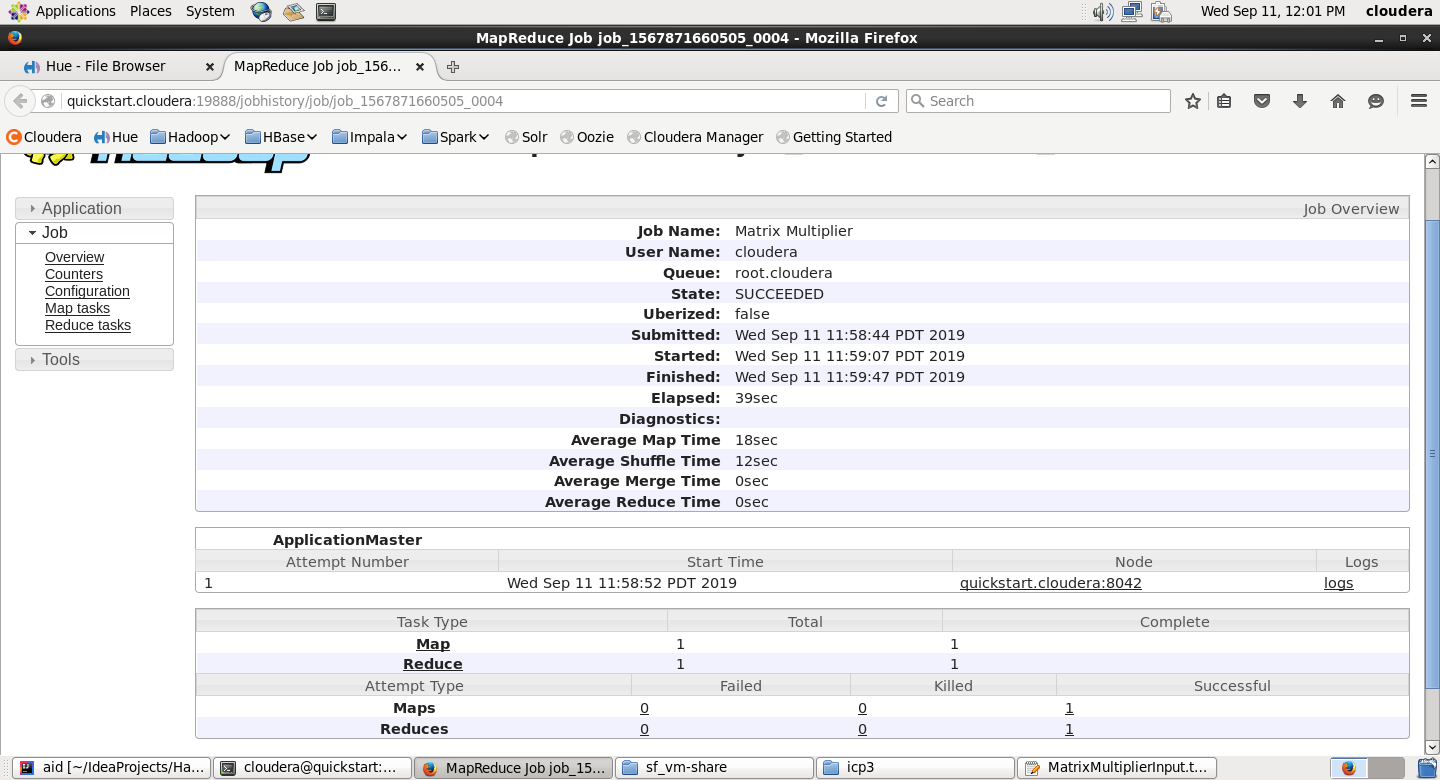 Applications Places System Wed Sep 11, 12:01 PM cloudera
MapReduce Job job_1567871660505_0004 - Mozilla Firefox
Hue - File Browser MapReduce Job job_156...
quickstart.cloudera:19888/jobhistory/job/job_1567871660505_0004 Search
Cloudera Hue Hadoop HBase Impala Spark Solr Oozie Cloudera Manager Getting Started
Application
Job
Overview
Counters
Configuration
Map tasks
Reduce tasks
Tools
Job Overview
Job Name: Matrix Multiplier
User Name: cloudera
Queue: root.cloudera
State: SUCCEEDED
Uberized: false
Submitted: Wed Sep 11 11:58:44 PDT 2019
Started: Wed Sep 11 11:59:07 PDT 2019
Finished: Wed Sep 11 11:59:47 PDT 2019
Elapsed: 39sec
Diagnostics:
Average Map Time 18sec
Average Shuffle Time 12sec
Average Merge Time 0sec
Average Reduce Time 0sec
ApplicationMaster
Attempt Number Start Time Node Logs
1 Wed Sep 11 11:58:52 PDT 2019 quickstart.cloudera:8042 logs
Task Type Total Complete
Map 1 1
Reduce 1 1
Attempt Type Failed Killed Successful
Maps 0 0 1
Reduces 0 0 1
aid [~/IdeaProjects/Ha... cloudera@quickstart:... MapReduce Job job_15... sf_vm-share icp3 MatrixMultiplierInput.t...